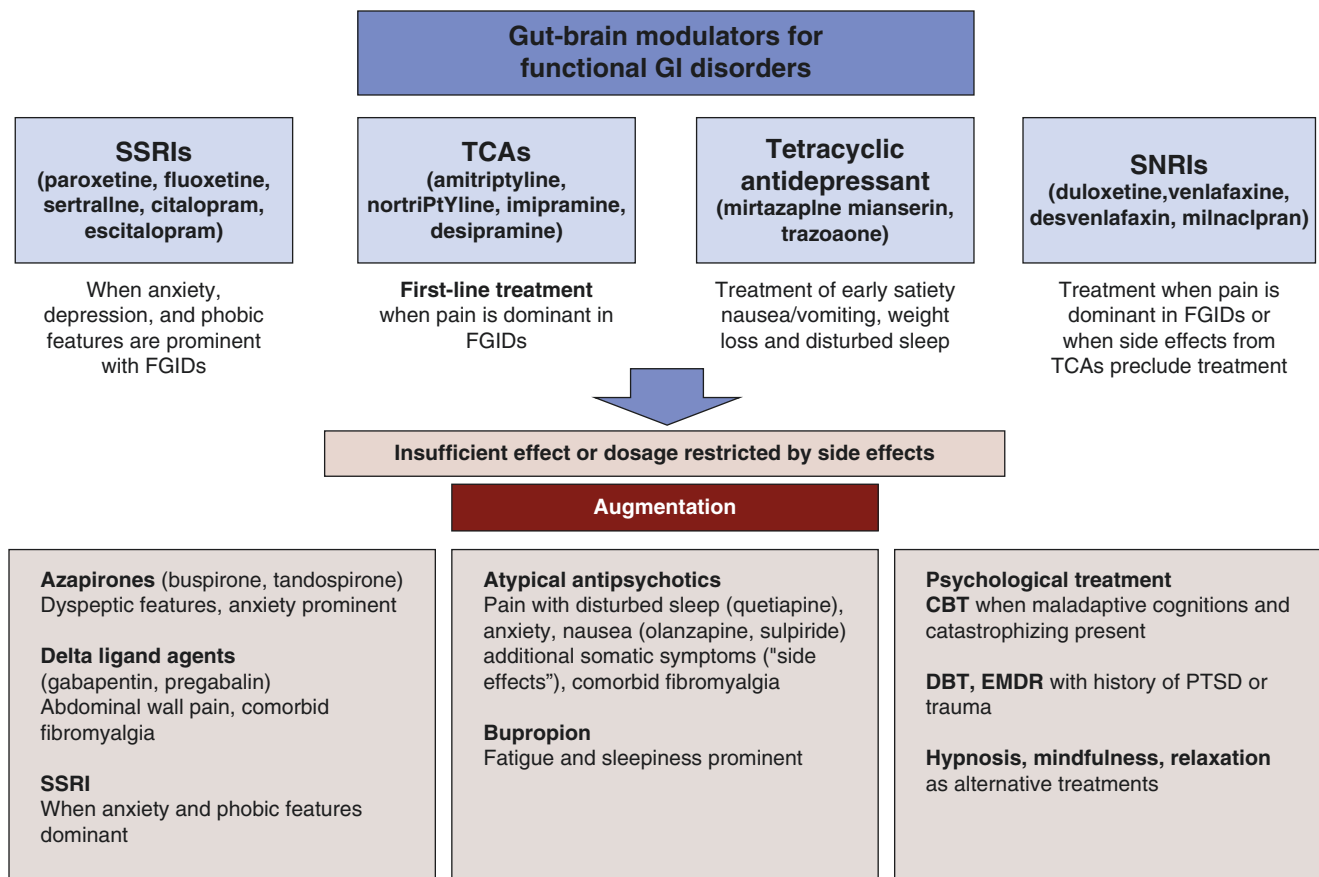 Gut-brain modulators for
functional GI disorders
SSRIs
(paroxetine, fluoxetine,
sertralIne, citalopram,
escitalopram)
When anxiety,
depression, and phobic
features are prominent
with FGIDs
TCAs
(amitriptyline,
nortriPtYline, imipramine,
desipramine)
First-line treatment
when pain is dominant in
FGIDs
Tetracyclic
antidepressant
(mirtazapIne mianserin,
trazoaone)
Treatment of early satiety
nausea/vomiting, weight
loss and disturbed sleep
SNRIs
(duloxetine,venlafaxine,
desvenlafaxin, milnaclpran)
Treatment when pain is
dominant in FGIDs or
when side effects from
TCAs preclude treatment
Insufficient effect or dosage restricted by side effects
Augmentation
Azapirones (buspirone, tandospirone)
Dyspeptic features, anxiety prominent
Delta ligand agents
(gabapentin, pregabalin)
Abdominal wall pain, comorbid
fibromyalgia
SSRI
When anxiety and phobic features
dominant
Atypical antipsychotics
Pain with disturbed sleep (quetiapine),
anxiety, nausea (olanzapine, sulpiride)
additional somatic symptoms ("side
effects”), comorbid fibromyalgia
Bupropion
Fatigue and sleepiness prominent
Psychological treatment
CBT when maladaptive cognitions and
catastrophizing present
DBT, EMDR with history of PTSD or
trauma
Hypnosis, mindfulness, relaxation
as alternative treatments